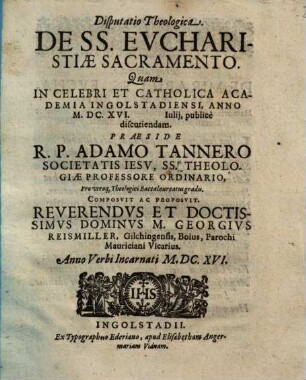 Disputatio Theologica
DE SS. EVCHARI-
STIÆ SACRAMENTO.
Quam
IN CELEBRI ET CATHOLICA ACA-
DEMIA INGOLSTADIENSI, ANNO
M. DC. XVI. Iulij, publicè
discutiendam.
PRÆSIDE
R. P. ADAMO TANNERO
SOCIETATIS IESV, SS. THEOLO-
GIÆ PROFESSORE ORDINARIO,
Pro utroq, Theologici Baccalaureatus gradu,
COMPOSVIT AC PROPOSVIT.
REVERENDVS ET DOCTIS-
SIMVS DOMINVS M. GEORGIVS
REISMILLER, Gilchingensis, Boius, Parochi
Mauriciani Vicarius.
Anno Verbi Incarnati M. DC. XVI.
IHS
INGOLSTADII.
Ex Typographeo Ederiano, apud Elisabetham Anger-
mariam Viduam.